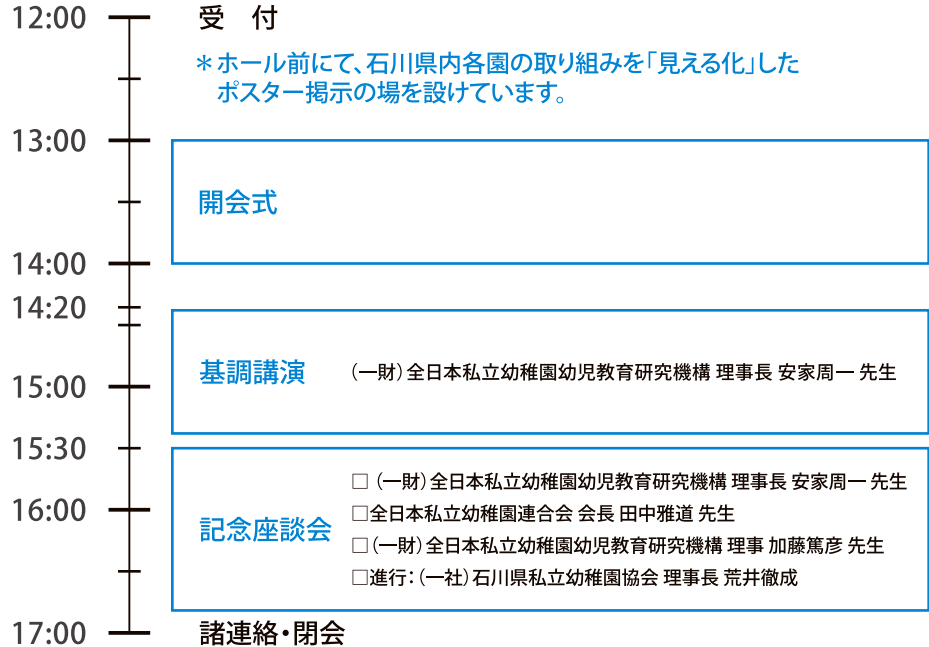 12:00 受　付
＊ホール前にて、石川県内各園の取り組みを「見える化」した
ポスター掲示の場を設けています。
13:00
開会式
14:00
14:20
基調講演 （一財）全日本私立幼稚園幼児教育研究機構 理事長 安家周一 先生
15:00
15:30
□（一財）全日本私立幼稚園幼児教育研究機構 理事長 安家周一 先生
16:00
□全日本私立幼稚園連合会 会長 田中雅道 先生
記念座談会
□（一財）全日本私立幼稚園幼児教育研究機構 理事 加藤篤彦 先生
□進行：（一社）石川県私立幼稚園協会 理事長 荒井徹成
17:00 諸連絡・閉会